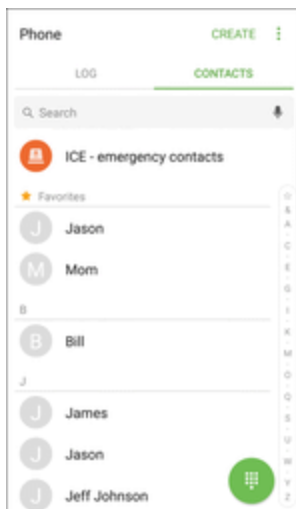 Phone CREATE
LOG CONTACTS
Search
ICE - emergency contacts
Favorites
J Jason
M Mom
B
B Bill
J
J James
J Jason
J Jeff Johnson
&
A
C
E
G
I
K
M
O
Q
S
U
W
Y
Z